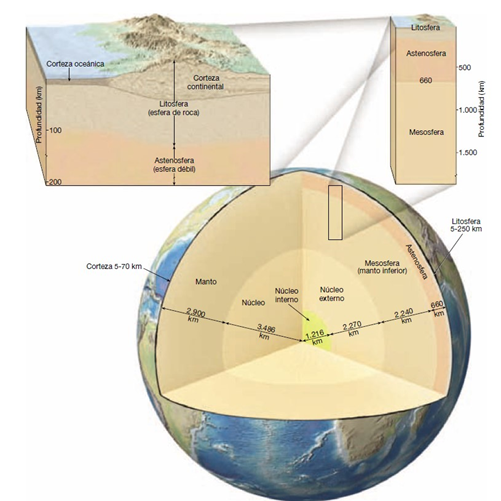 Corteza oceánica
Corteza
continental
Litosfera
(esfera de roca)
Astenosfera
(esfera débil)
Profundidad (km)
100
200
Litosfera
Astenosfera
660
Mesosfera
500
1.000
1.500
Profundidad (km)
Litosfera
5-250 km
Corteza 5-70 km
Manto
Núcleo
Núcleo
interno
Núcleo
externo
Mesosfera
(manto inferior)
Astenosfera
2.900
km
3.486
km
1.216
km
2.270
km
2.240
km
660
km